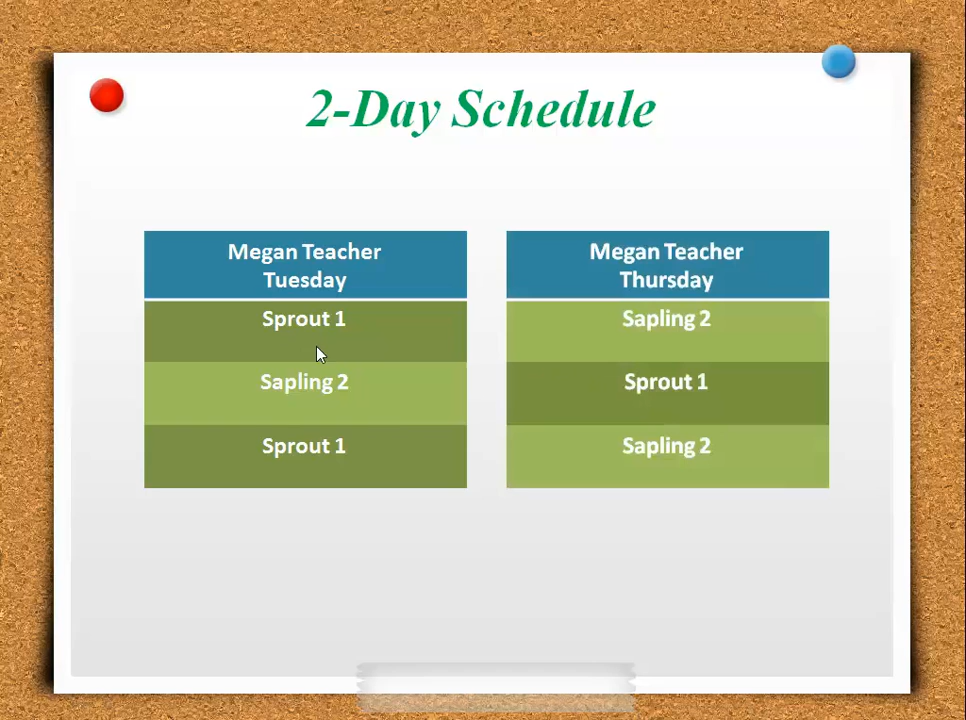 2-Day Schedule
Megan Teacher
Tuesday
Sprout 1
Sapling 2
Sprout 1
Megan Teacher
Thursday
Sapling 2
Sprout 1
Sapling 2